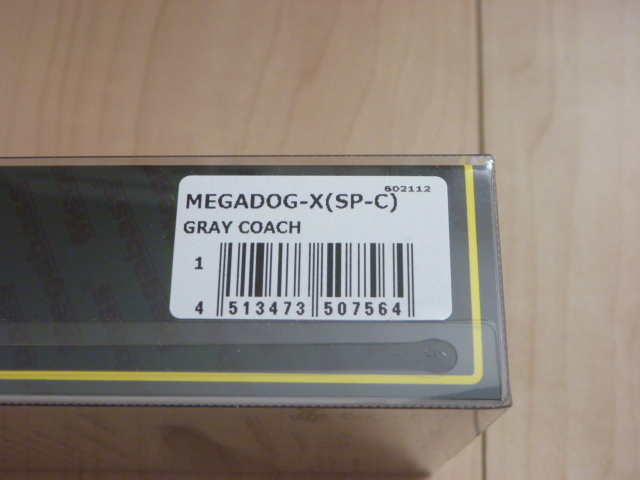 602112
MEGADOG-X(SP-C)
GRAY COACH
1
4 513473 507564